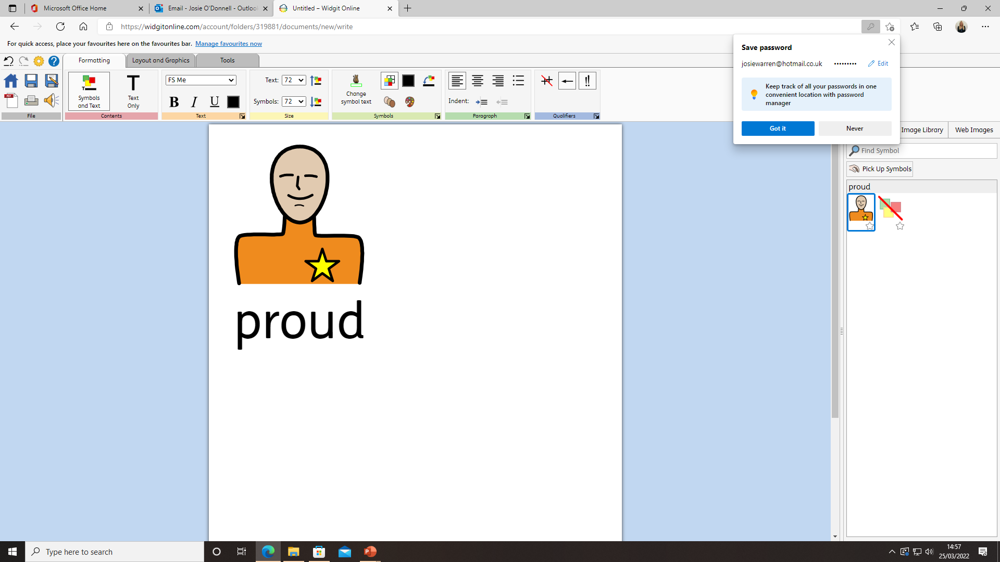 Microsoft Office Home
Email - Josie O'Donnell - Outlook
Untitled – Widgit Online
https://widgitonline.com/account/folders/319881/documents/new/write
For quick access, place your favourites here on the favourites bar. Manage favourites now
Save password
josiewarren@hotmail.co.uk ••••••••• Edit
Keep track of all your passwords in one
convenient location with password
manager
Got it Never
Formatting Layout and Graphics Tools
Symbols
and Text
Text
Only
FS Me
B I U
Text: 72
Symbols: 72
Change
symbol text
Indent:
PDF
File Contents Text Size Symbols Paragraph Qualifiers
Image Library Web Images
Find Symbol
Pick Up Symbols
proud
proud
Type here to search
14:57
25/03/2022